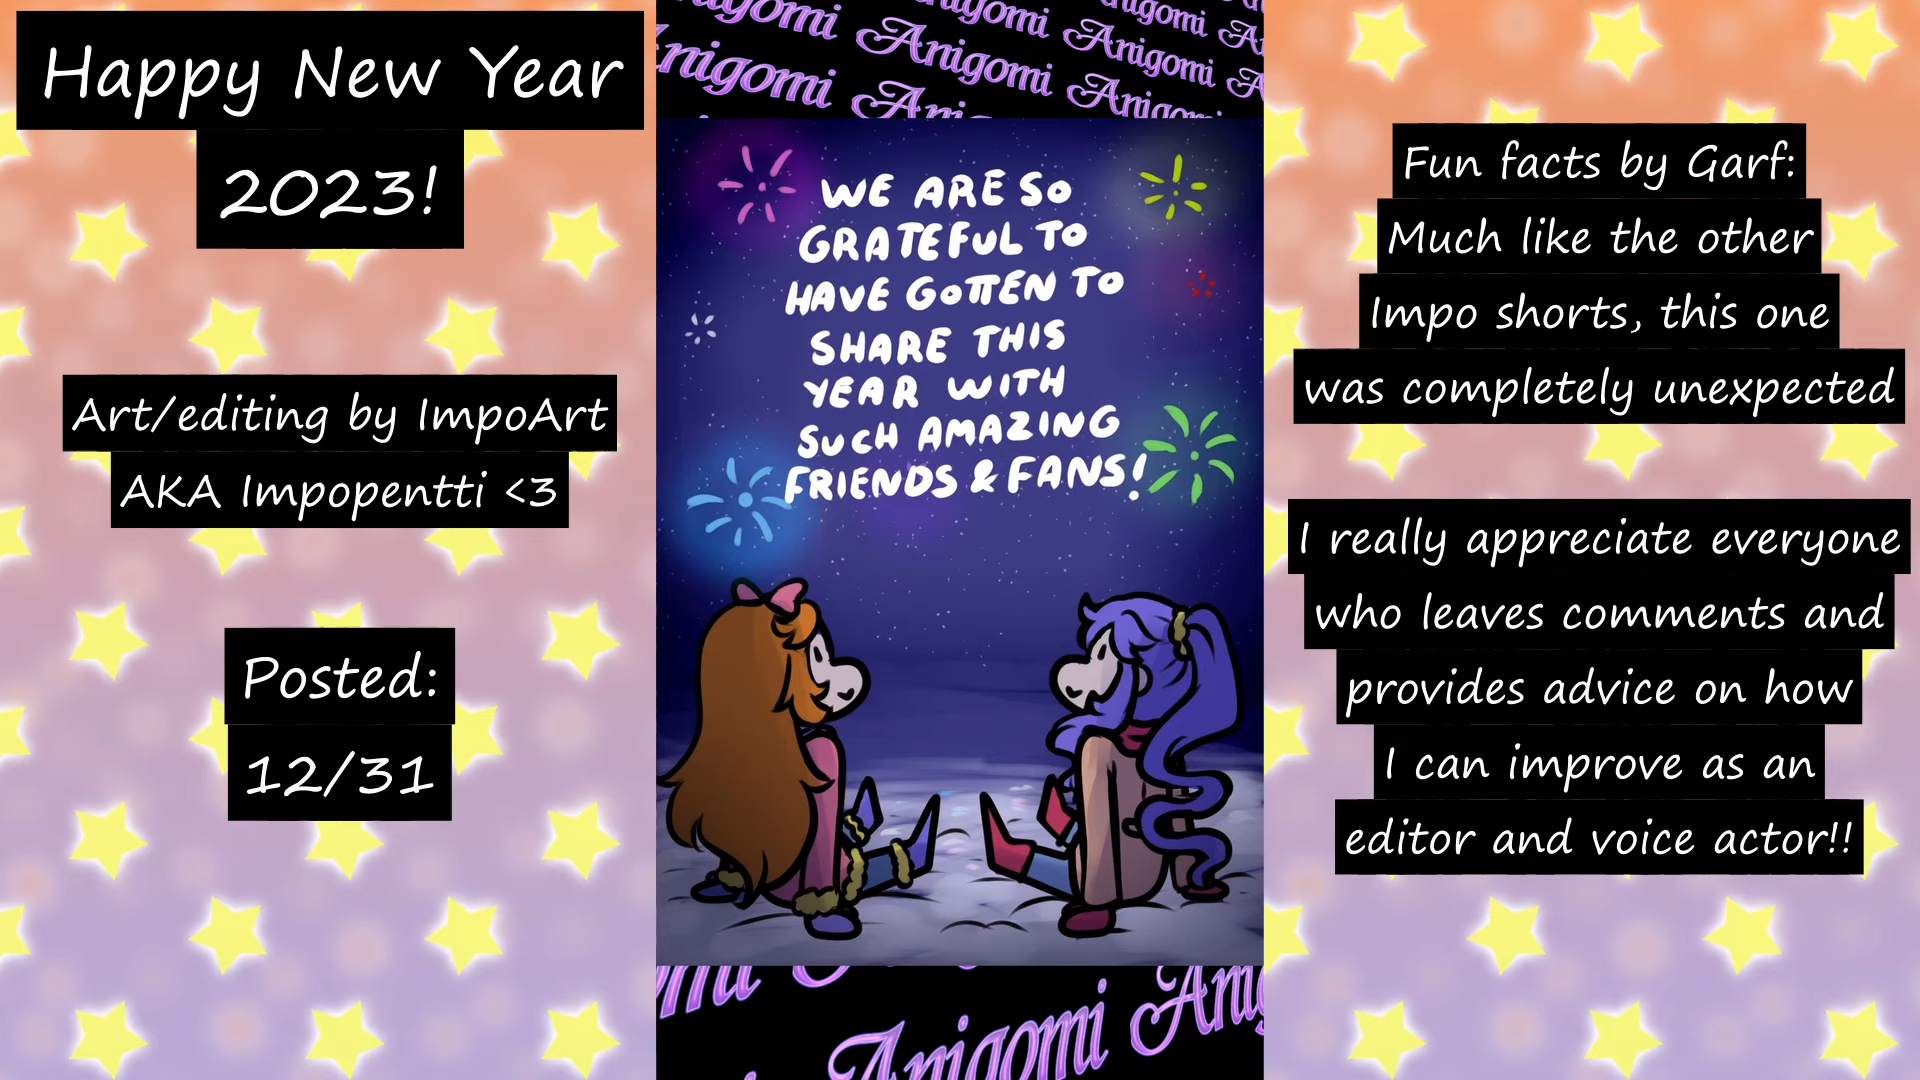 Happy New Year
2023!
Art/editing by ImpoArt
AKA Impopentti <3
Posted:
12/31
Anigomi Anigomi
Anigomi Anigomi
WE ARE SO
GRATEFUL TO
HAVE GOTTEN TO
SHARE THIS
YEAR WITH
SUCH AMAZING
FRIENDS & FANS!
Anigomi
Fun facts by Garf:
Much like the other
Impo shorts, this one
was completely unexpected
I really appreciate everyone
who leaves comments and
provides advice on how
I can improve as an
editor and voice actor!!